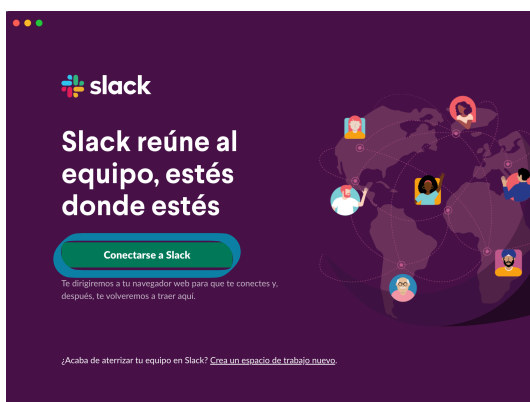 slack
Slack reúne al
equipo, estés
donde estés
Conectarse a Slack
Te dirigiremos a tu navegador web para que te conectes y,
después, te volveremos a traer aquí.
¿Acaba de aterrizar tu equipo en Slack? Crea un espacio de trabajo nuevo.